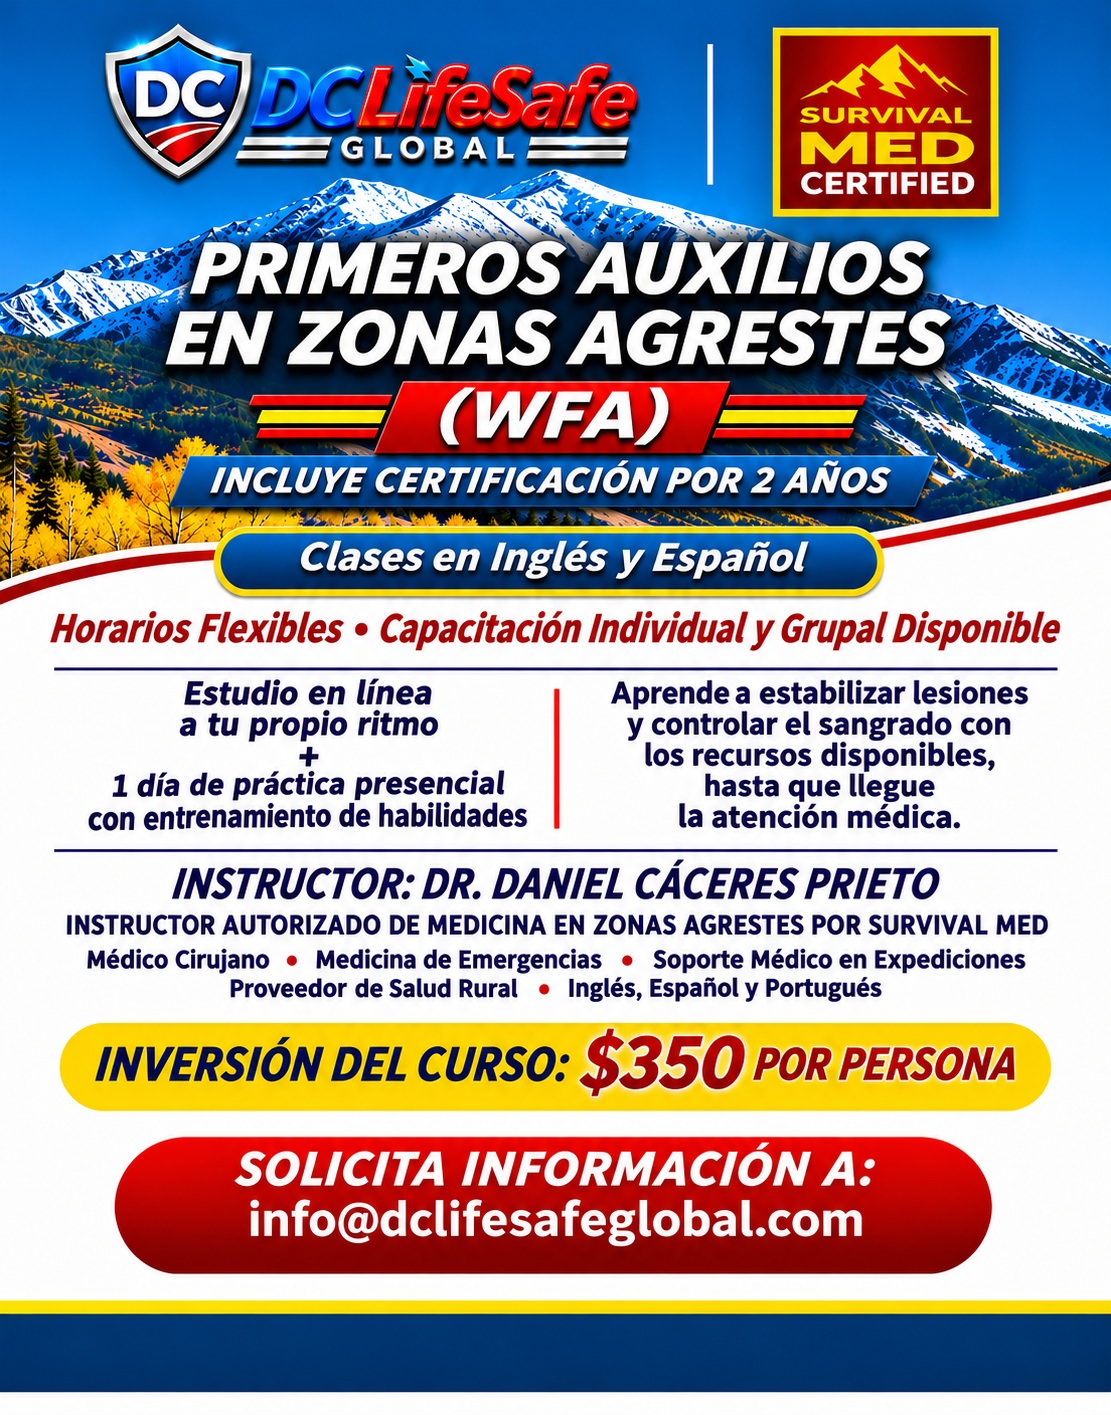 DC
DC LifeSafe
GLOBAL
SURVIVAL
MED
CERTIFIED
PRIMEROS AUXILIOS
EN ZONAS AGRESTES
(WFA)
INCLUYE CERTIFICACIÓN POR 2 AÑOS
Clases en Inglés y Español
Horarios Flexibles • Capacitación Individual y Grupal Disponible
Estudio en línea
a tu propio ritmo
+
1 día de práctica presencial
con entrenamiento de habilidades
Aprende a estabilizar lesiones
y controlar el sangrado con
los recursos disponibles,
hasta que llegue
la atención médica.
INSTRUCTOR: DR. DANIEL CÁCERES PRIETO
INSTRUCTOR AUTORIZADO DE MEDICINA EN ZONAS AGRESTES POR SURVIVAL MED
Médico Cirujano • Medicina de Emergencias • Soporte Médico en Expediciones
Proveedor de Salud Rural • Inglés, Español y Portugués
INVERSIÓN DEL CURSO: $350 POR PERSONA
SOLICITA INFORMACIÓN A:
info@dclifesafeglobal.com